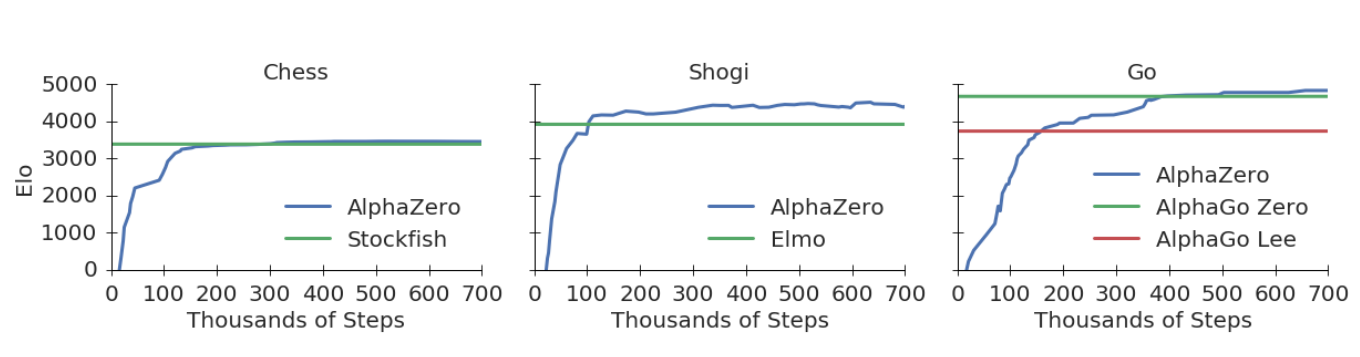 Chess
Shogi
Go
Elo
5000
4000
3000
2000
1000
0
AlphaZero
Stockfish
AlphaZero
Elmo
AlphaZero
AlphaGo Zero
AlphaGo Lee
0 100 200 300 400 500 600 700
0 100 200 300 400 500 600 700
0 100 200 300 400 500 600 700
Thousands of Steps
Thousands of Steps
Thousands of Steps